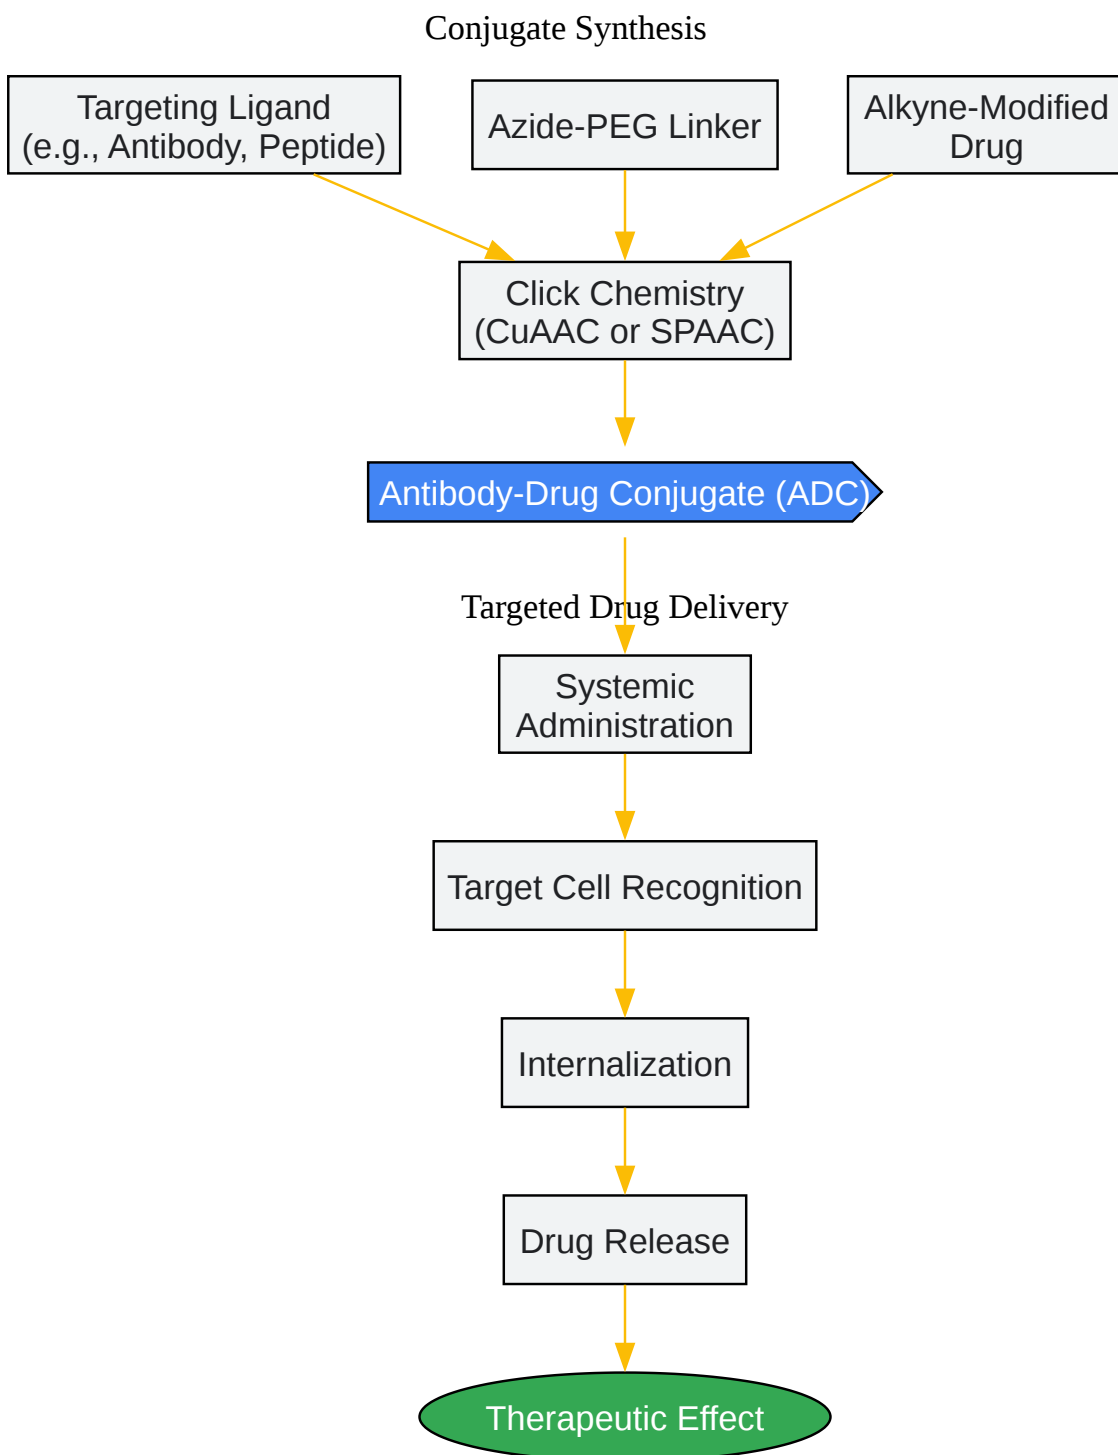 Conjugate Synthesis
Targeting Ligand
(e.g., Antibody, Peptide)
Azide-PEG Linker
Alkyne-Modified
Drug
Click Chemistry
(CuAAC or SPAAC)
Antibody-Drug Conjugate (ADC)
Targeted Drug Delivery
Systemic
Administration
Target Cell Recognition
Internalization
Drug Release
Therapeutic Effect